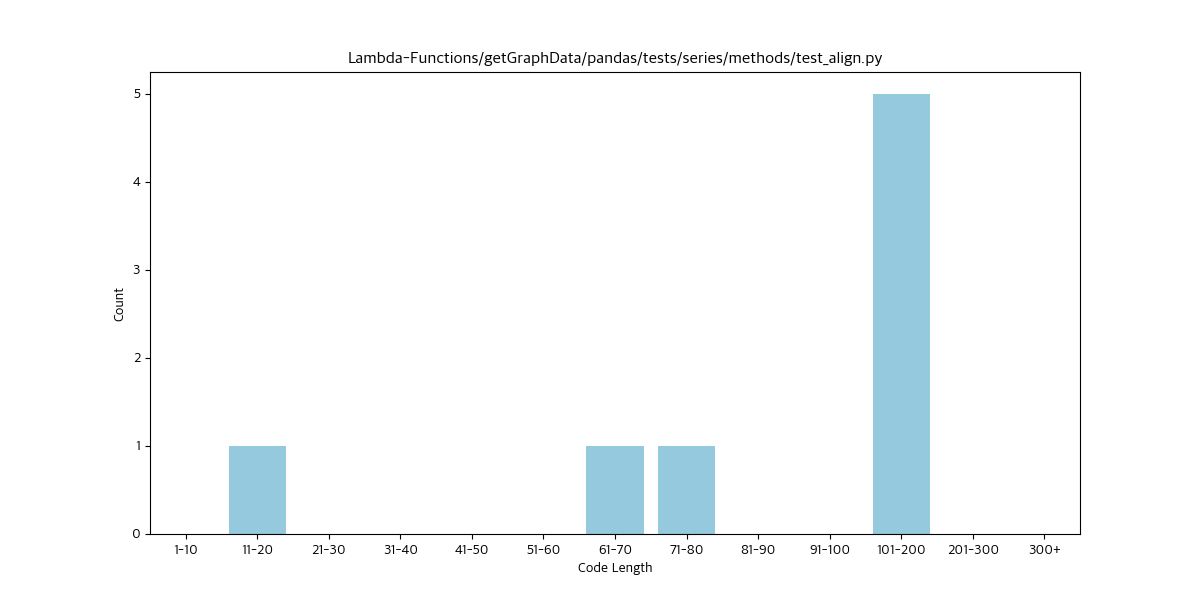 Lambda-Functions/getGraphData/pandas/tests/series/methods/test_align.py
Count
5
4
3
2
1
0
1-10 11-20 21-30 31-40 41-50 51-60 61-70 71-80 81-90 91-100 101-200 201-300 300+
Code Length